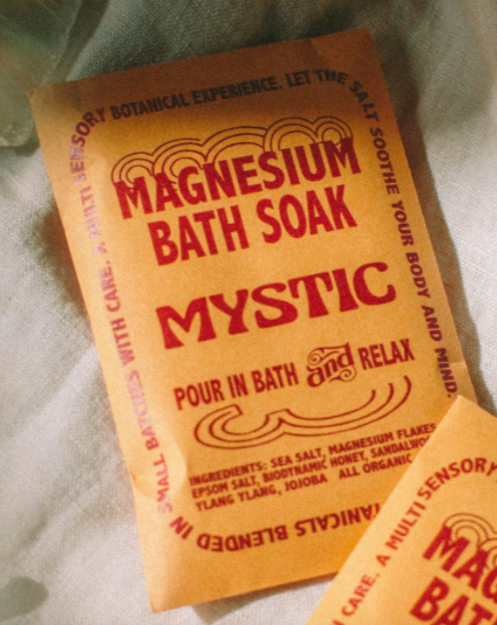 A MULTI SENSORY BOTANICAL EXPERIENCE. LET THE SALT SOOTHE YOUR BODY AND MIND.
BOTANICALS BLENDED IN SMALL BATCHES WITH CARE.
MAGNESIUM
BATH SOAK
MYSTIC
POUR IN BATH and RELAX
INGREDIENTS: SEA SALT, MAGNESIUM FLAKES
EPSOM SALT, BIODYNAMIC HONEY, SANDALWOO
YLANG YLANG, JOJOBA ALL ORGANIC
CARE. A MULTI SENSORY
MAG
BAT